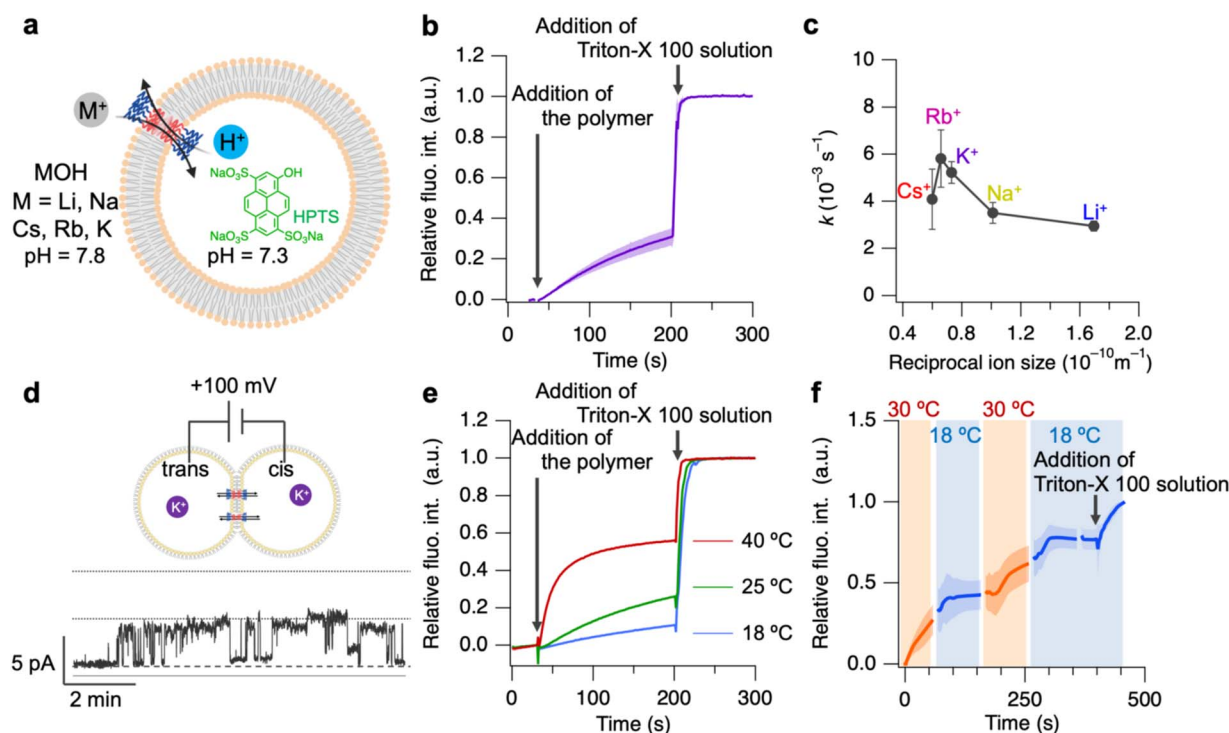 a
M⁺
H⁺
MOH
M = Li, Na
Cs, Rb, K
pH = 7.8
NaO₃S
OH
HPTS
NaO₃S
SO₃Na
pH = 7.3
b
Addition of
Triton-X 100 solution
Addition of
the polymer
Relative fluo. int. (a.u.)
1.2
1.0
0.8
0.6
0.4
0.2
0.0
0
100
200
300
Time (s)
c
k (10⁻³ s⁻¹)
10
8
6
4
2
0
Rb⁺
K⁺
Cs⁺
Na⁺
Li⁺
0.4
0.8
1.2
1.6
2.0
Reciprocal ion size (10⁻¹⁰m⁻¹)
d
+100 mV
trans
cis
K⁺
K⁺
5 pA
2 min
e
Addition of
Triton-X 100 solution
Addition of
the polymer
Relative fluo. int. (a.u.)
1.2
1.2
1.0
0.8
0.6
0.4
0.2
0.0
40 ºC
25 ºC
18 ºC
0
100
200
300
Time (s)
f
30 ºC
30 ºC
18 ºC
18 ºC
Addition of
Triton-X 100 solution
Relative fluo. int. (a.u.)
1.5
1.0
0.5
0.0
0
250
500
Time (s)